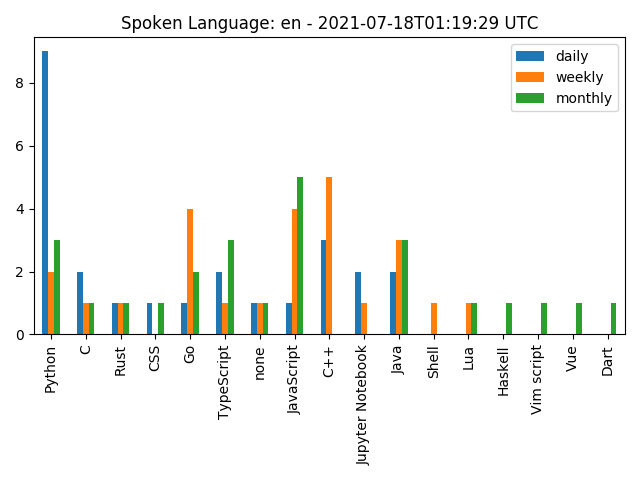 Spoken Language: en - 2021-07-18T01:19:29 UTC
daily
weekly
monthly
8
6
4
2
0
Python
C
Rust
CSS
Go
TypeScript
none
JavaScript
C++
Jupyter Notebook
Java
Shell
Lua
Haskell
Vim script
Vue
Dart